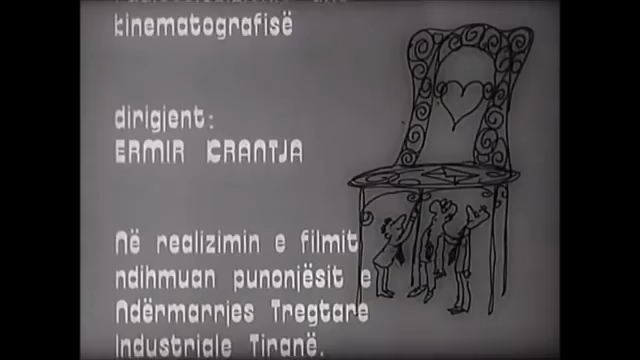 kinematografisë
dirigjent:
ERMIR KRANTJA
Në realizimin e filmit
ndihmuan punonjësit e
Ndërmarrjes Tregtare
Industriale Tiranë.